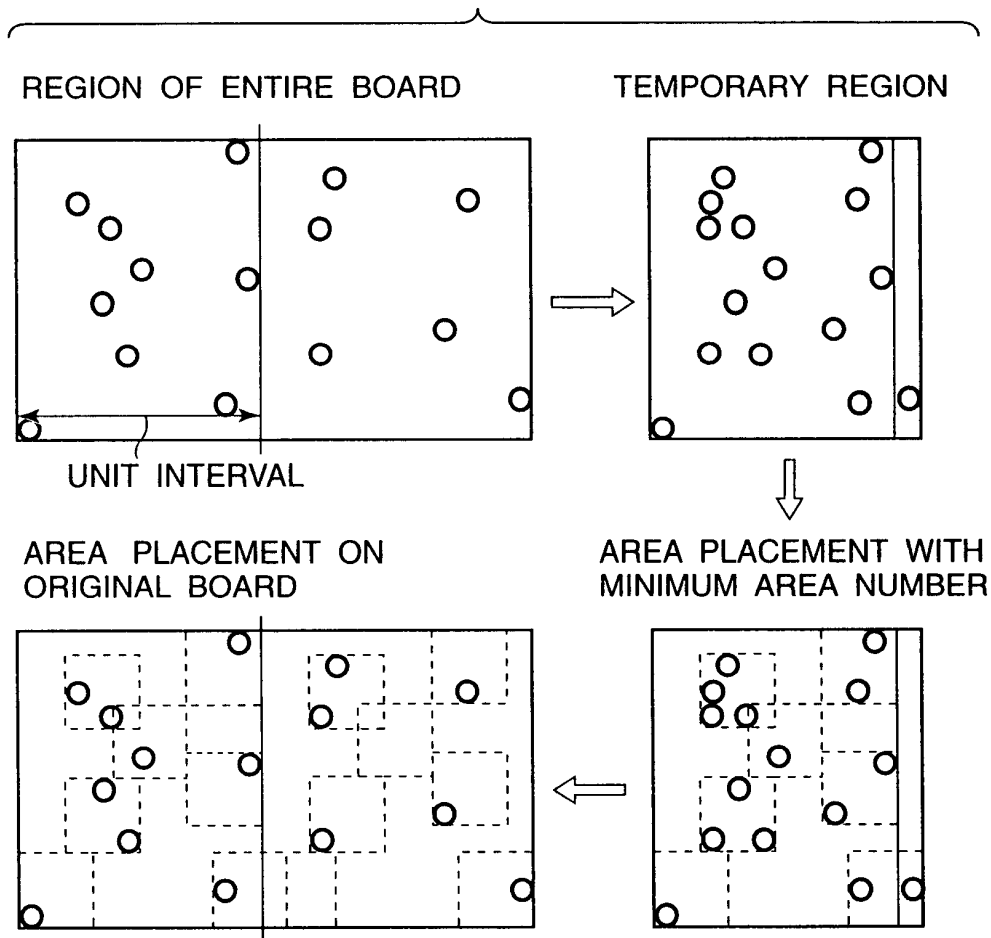 REGION OF ENTIRE BOARD
TEMPORARY REGION
UNIT INTERVAL
AREA PLACEMENT ON
ORIGINAL BOARD
AREA PLACEMENT WITH
MINIMUM AREA NUMBER